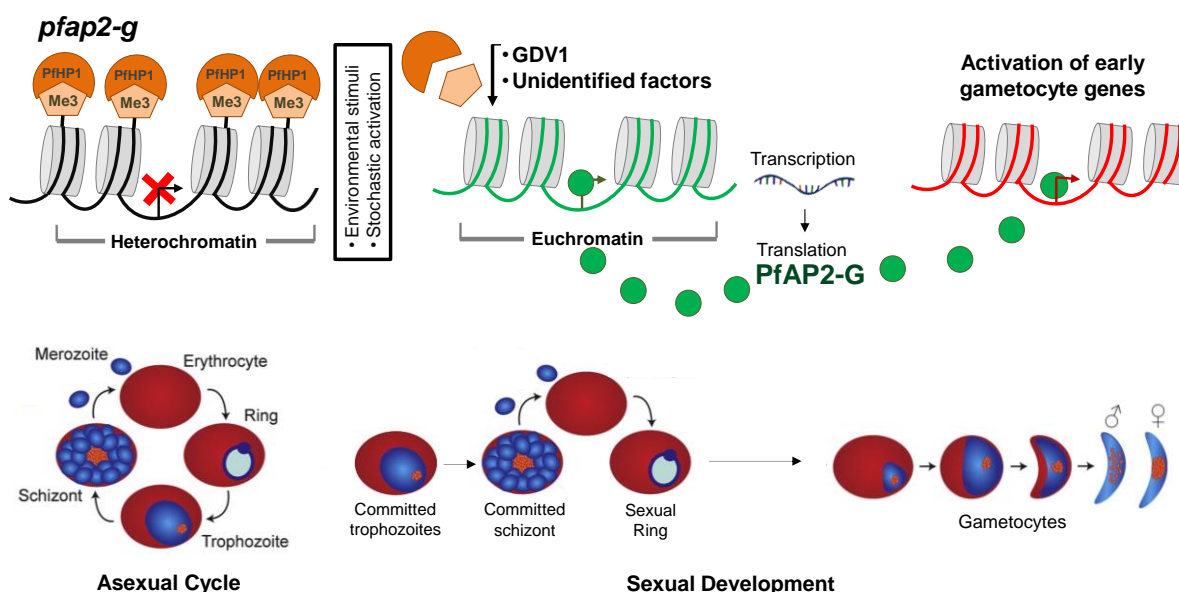 pfap2-g
PfHP1
PfHP1
PfHP1
PfHP1
Me3
Me3
Me3
Me3
Heterochromatin
• Environmental stimuli
• Stochastic activation
• GDV1
• Unidentified factors
Euchromatin
Transcription
Translation
PfAP2-G
Activation of early
gametocyte genes
Merozoite
Erythrocyte
Ring
Schizont
Trophozoite
Asexual Cycle
Committed
trophozoites
Committed
schizont
Sexual
Ring
Gametocytes
♂
♀
Sexual Development